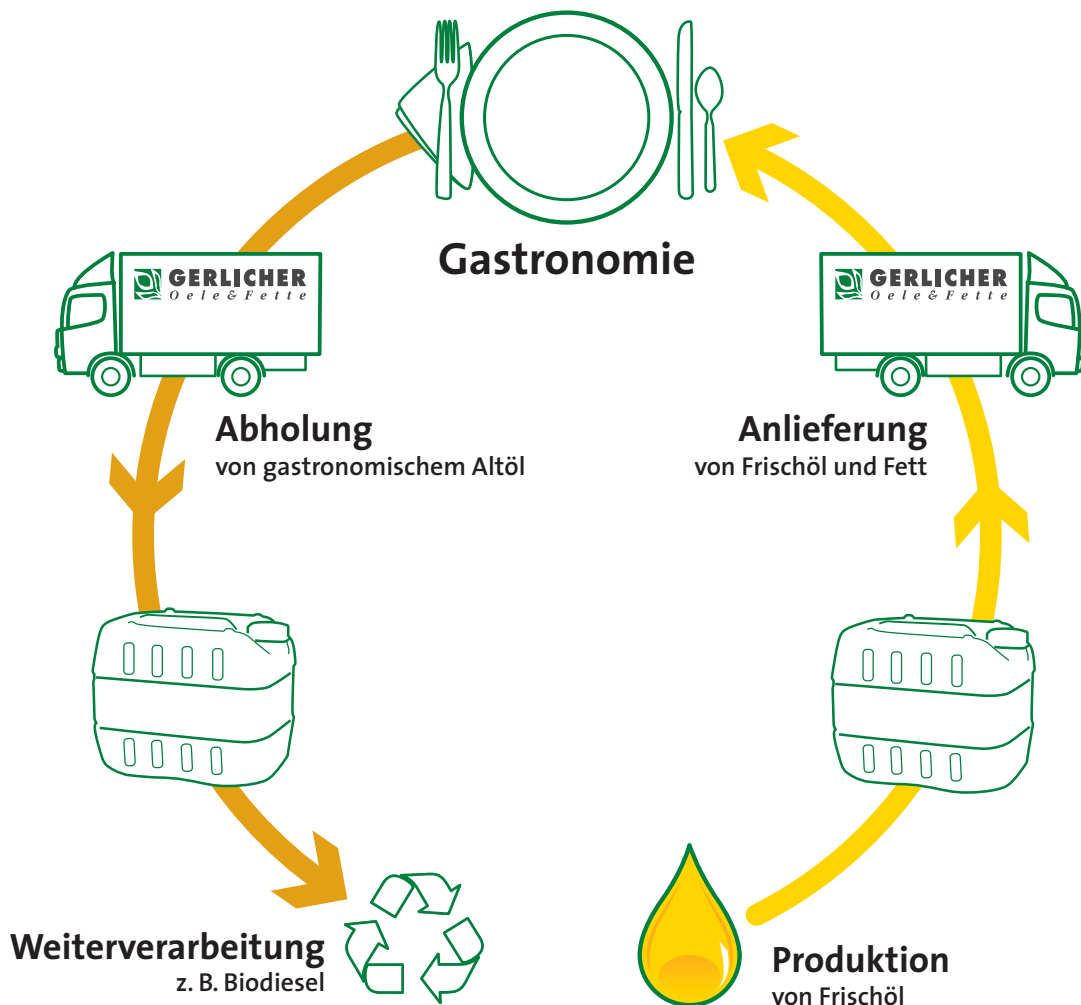 Gastronomie
GERLICHER
Oele & Fette
GERLICHER
Oele & Fette
Abholung
von gastronomischem Altöl
Anlieferung
von Frischöl und Fett
Weiterverarbeitung
z. B. Biodiesel
Produktion
von Frischöl